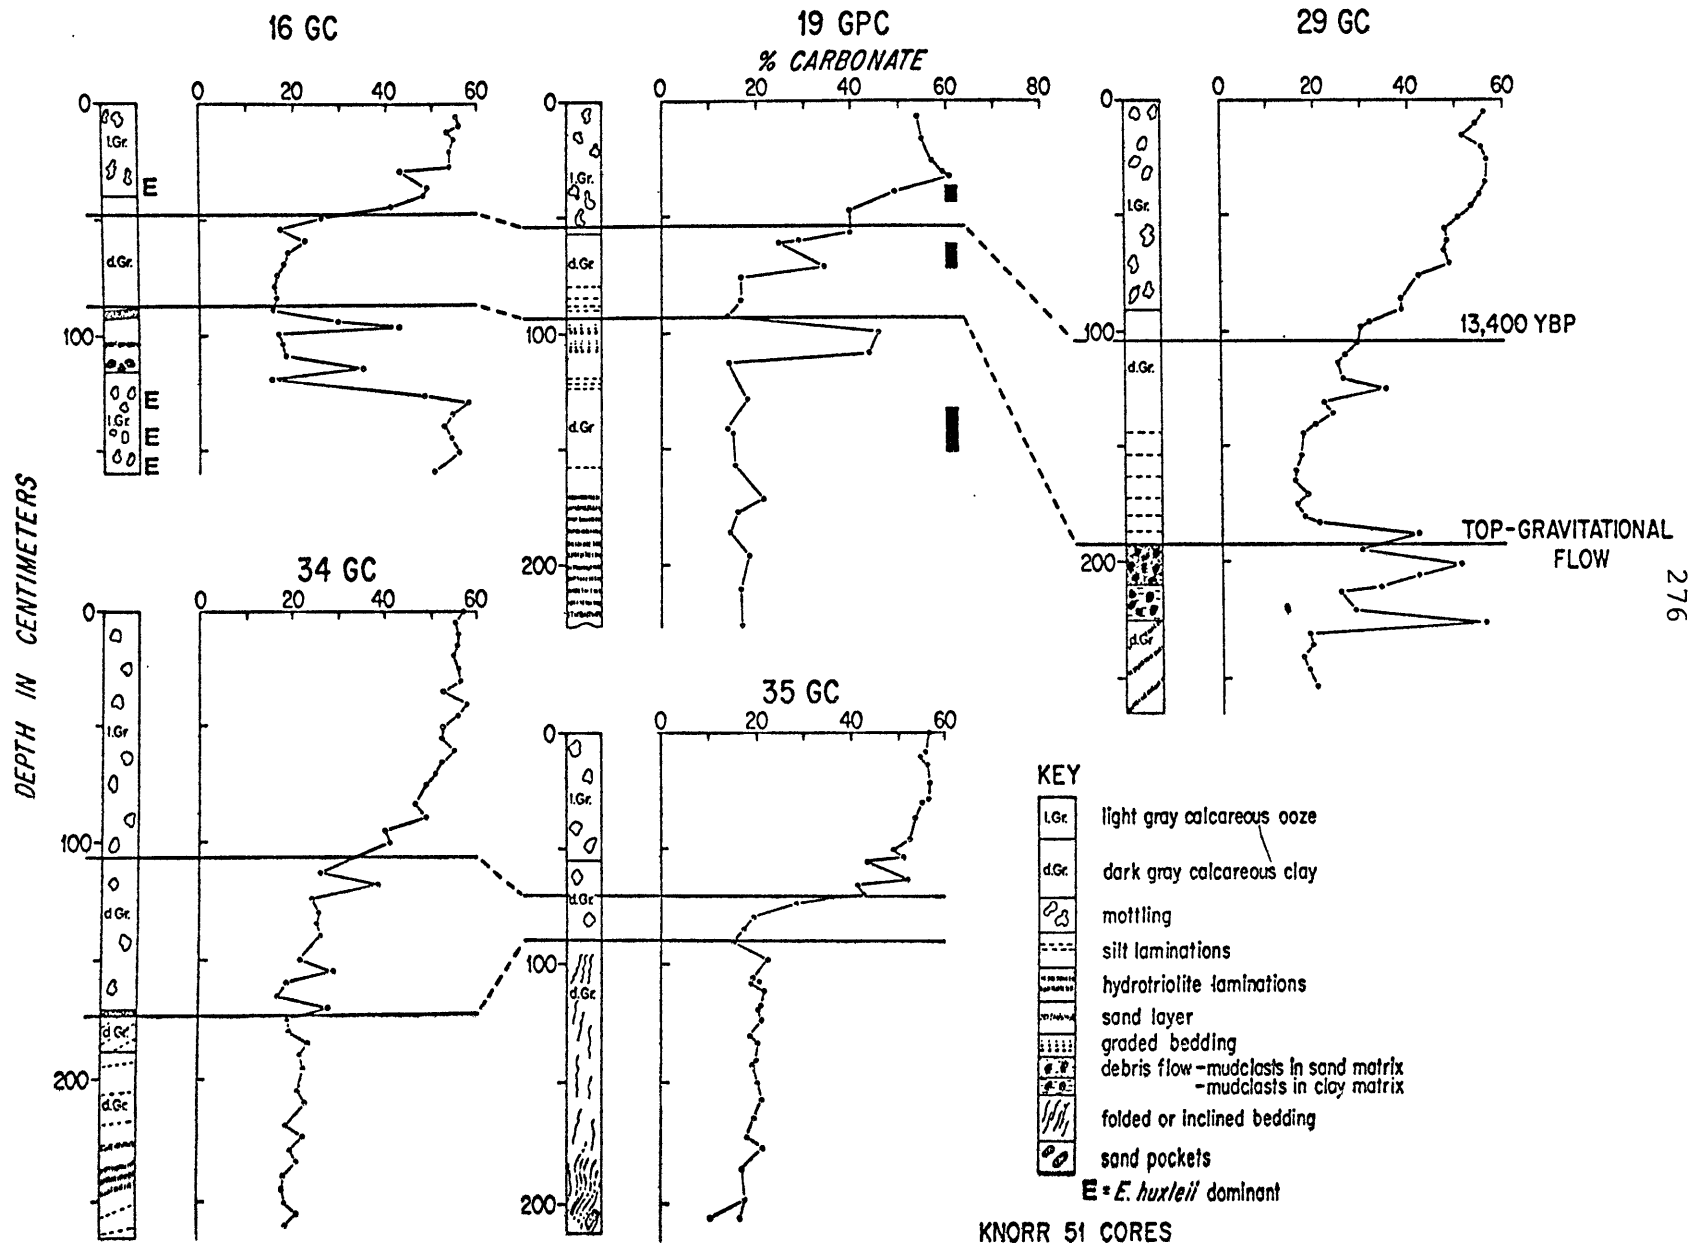 16 GC
19 GPC
29 GC
% CARBONATE
0 20 40 60
0 20 40 60 80
0 20 40 60
0
l.Gr.
E
d.Gr.
100
E
l.Gr
E
E
0
l.Gr.
d.Gr.
100
d.Gr
200
0
l.Gr.
100
d.Gr.
200
d.Gr
13,400 YBP
TOP-GRAVITATIONAL
FLOW
276
DEPTH IN CENTIMETERS
34 GC
0 20 40 60
0
l.Gr
100
d Gr.
d Gr.
200
d.Gr.
35 GC
0 20 40 60
0
l.Gr.
d.Gr.
100
d.Gr.
200
KEY
l.Gr. light gray calcareous ooze
d.Gr. dark gray calcareous clay
mottling
silt laminations
hydrotriolite laminations
sand layer
graded bedding
debris flow-mudclasts in sand matrix
-mudclasts in clay matrix
folded or inclined bedding
sand pockets
E = E. huxleii dominant
KNORR 51 CORES